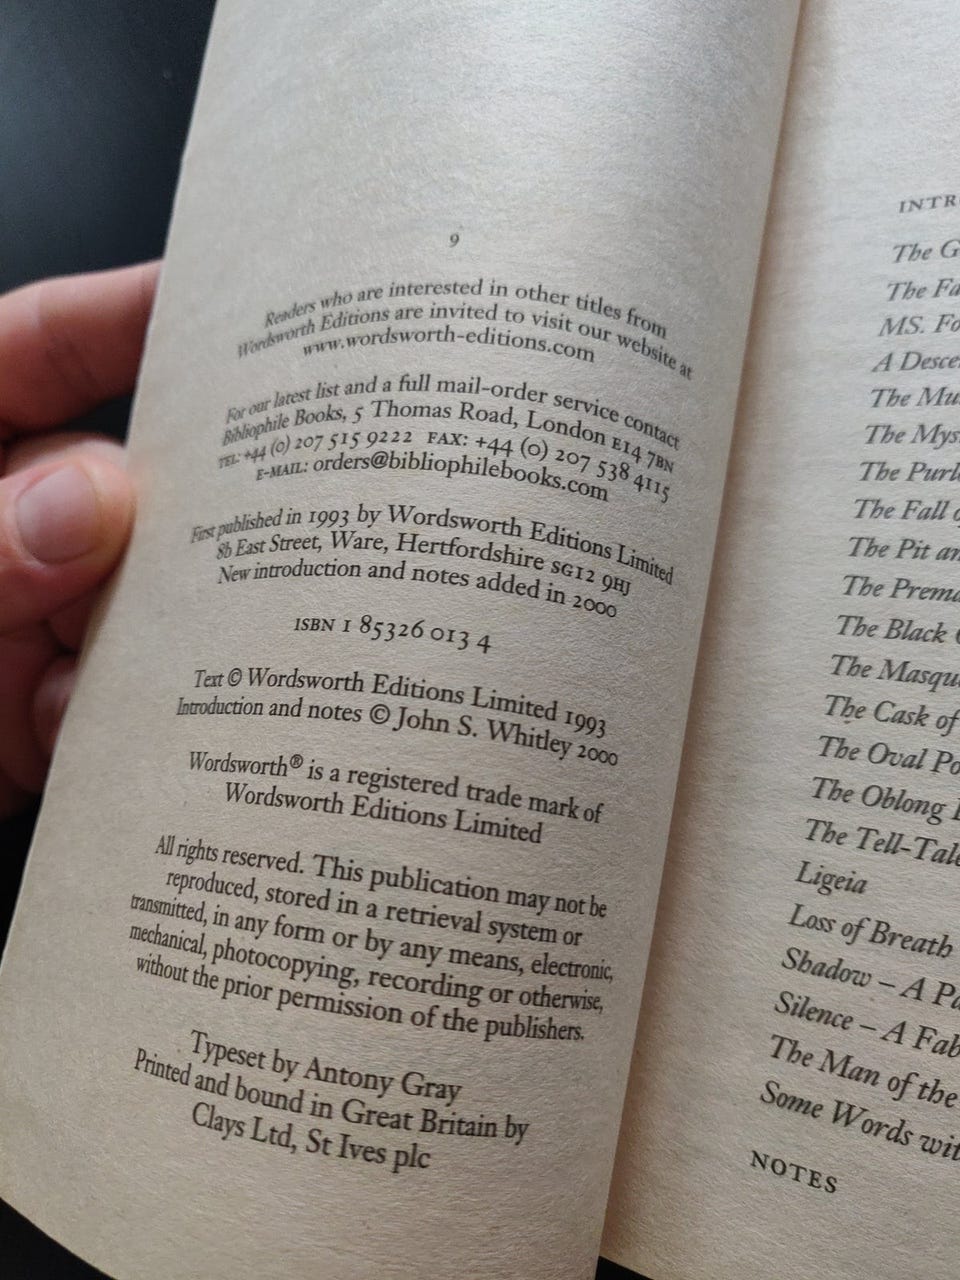 9
Readers who are interested in other titles from
Wordsworth Editions are invited to visit our website at
www.wordsworth-editions.com
For our latest list and a full mail-order service contact
Bibliophile Books, 5 Thomas Road, London E14 7BN
TEL: +44 (0) 207 515 9222 FAX: +44 (0) 207 538 4115
E-MAIL: orders@bibliophilebooks.com
First published in 1993 by Wordsworth Editions Limited
8b East Street, Ware, Hertfordshire SG12 9HJ
New introduction and notes added in 2000
ISBN 1 85326 013 4
Text © Wordsworth Editions Limited 1993
Introduction and notes © John S. Whitley 2000
Wordsworth® is a registered trade mark of
Wordsworth Editions Limited
All rights reserved. This publication may not be
reproduced, stored in a retrieval system or
transmitted, in any form or by any means, electronic,
mechanical, photocopying, recording or otherwise,
without the prior permission of the publishers.
Typeset by Antony Gray
Printed and bound in Great Britain by
Clays Ltd, St Ives plc
INTR
The G
The Fa
MS. Fo
A Desce
The Mu
The Mys
The Purl
The Fall o
The Pit an
The Prema
The Black
The Masqu
The Cask of
The Oval Po
The Oblong
The Tell-Tale
Ligeia
Loss of Breath
Shadow – A Pa
Silence – A Fab
The Man of the
Some Words wit
NOTES